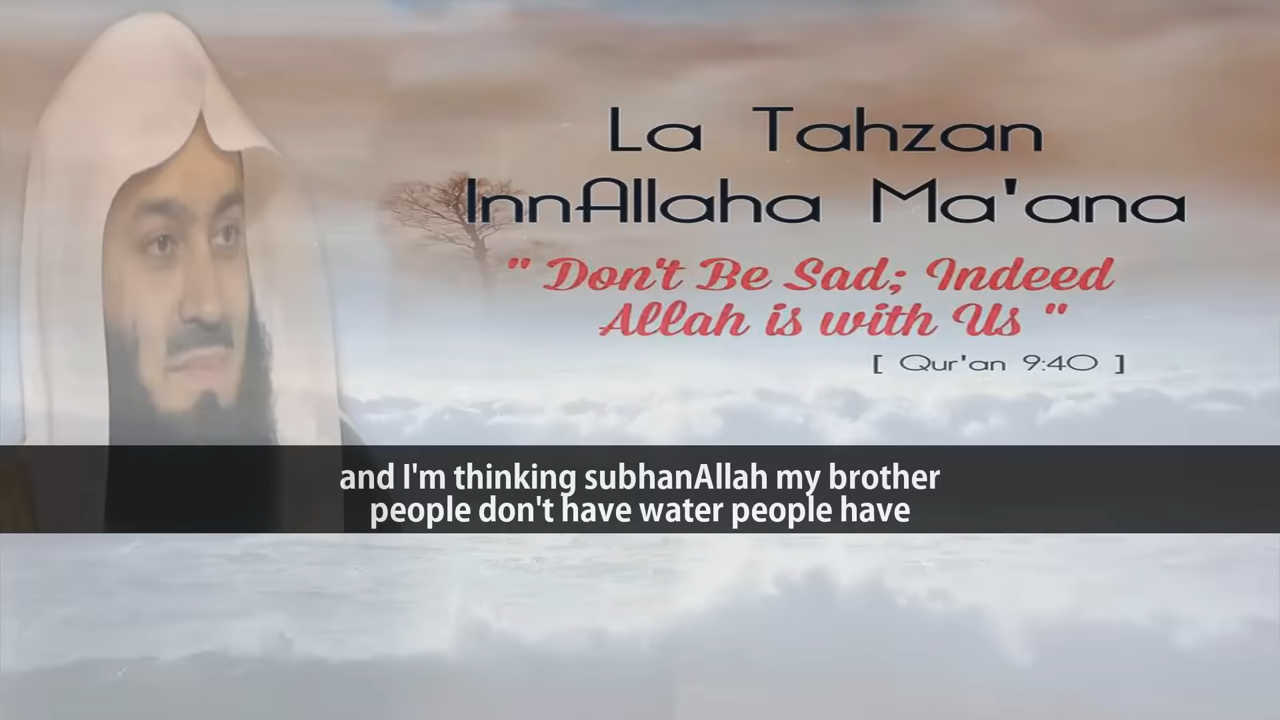 La Tahzan
InnAllaha Ma'ana
" Don't Be Sad; Indeed
Allah is with Us "
[ Qur'an 9:40 ]
and I'm thinking subhanAllah my brother
people don't have water people have